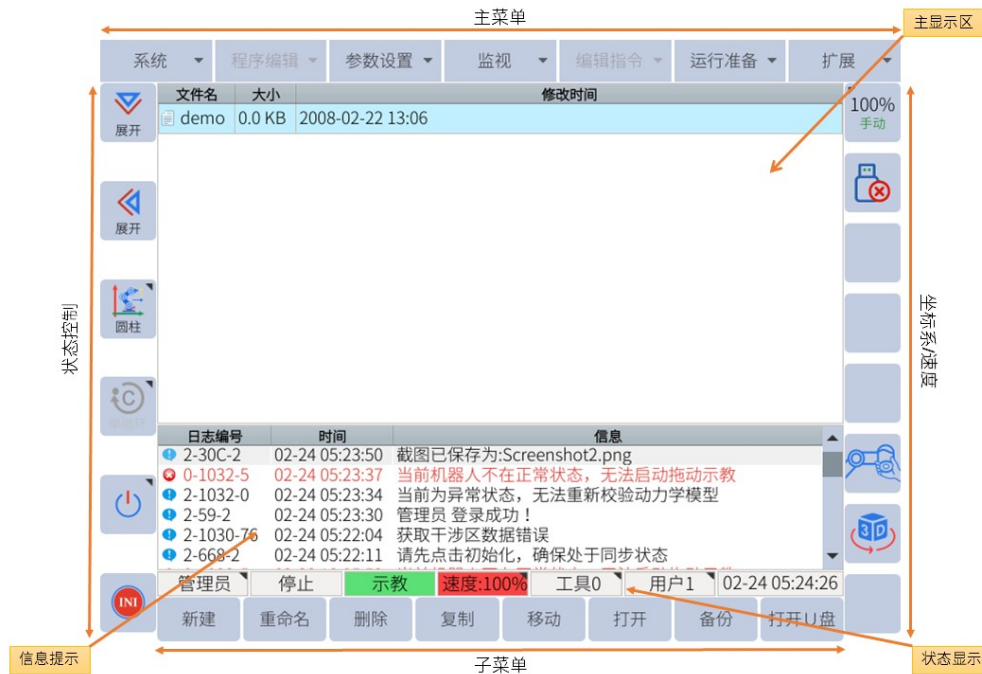 主菜单
主显示区
系统 程序编辑 参数设置 监视 编辑指令 运行准备 扩展
展开
文件名 大小 修改时间
demo 0.0 KB 2008-02-22 13:06
100%
手动
展开
圆柱
状态控制
坐标系/速度
日志编号 时间 信息
2-30C-2 02-24 05:23:50 截图已保存为:Screenshot2.png
0-1032-5 02-24 05:23:37 当前机器人不在正常状态，无法启动拖动示教
2-1032-0 02-24 05:23:34 当前为异常状态，无法重新校验动力学模型
2-59-2 02-24 05:23:30 管理员 登录成功！
2-1030-76 02-24 05:22:04 获取干涉区数据错误
2-668-2 02-24 05:22:11 请先点击初始化，确保处于同步状态
3D
INI
管理员 停止 示教 速度:100% 工具0 用户1 02-24 05:24:26
新建 重命名 删除 复制 移动 打开 备份 打开U盘
信息提示
子菜单
状态显示